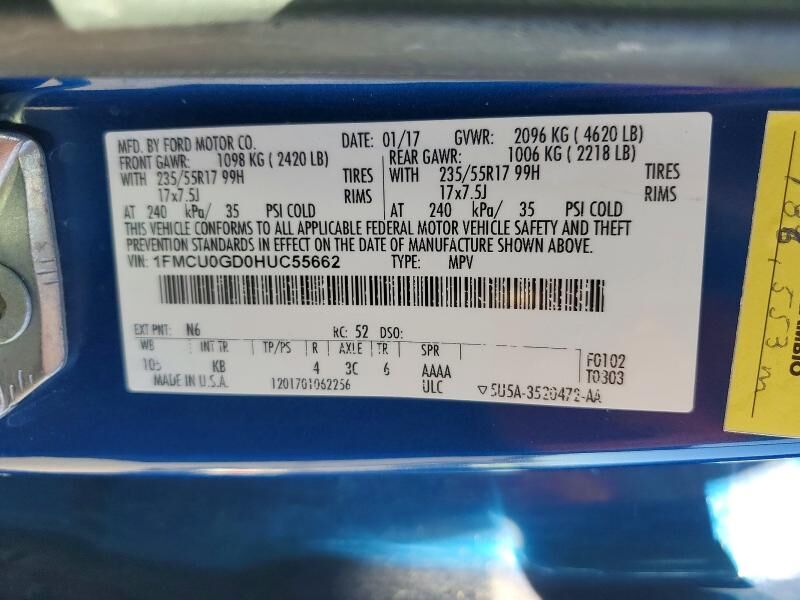 MFD. BY FORD MOTOR CO. DATE: 01/17 GVWR: 2096 KG ( 4620 LB)
FRONT GAWR: 1098 KG ( 2420 LB) REAR GAWR: 1006 KG ( 2218 LB)
WITH 235/55R17 99H TIRES WITH 235/55R17 99H TIRES
17x7.5J RIMS 17x7.5J RIMS
AT 240 kPa/ 35 PSI COLD AT 240 kPa/ 35 PSI COLD
THIS VEHICLE CONFORMS TO ALL APPLICABLE FEDERAL MOTOR VEHICLE SAFETY AND THEFT
PREVENTION STANDARDS IN EFFECT ON THE DATE OF MANUFACTURE SHOWN ABOVE.
VIN: 1FMCU0GD0HUC55662 TYPE: MPV
EXT PNT: N6 RC: 52 DSO:
WB INT TR TP/PS R AXLE TR SPR
105 KB 4 3C 6 AAAA F0102
MADE IN U.S.A. 1201701062256 ULC 5U5A-3520472-AA T0303